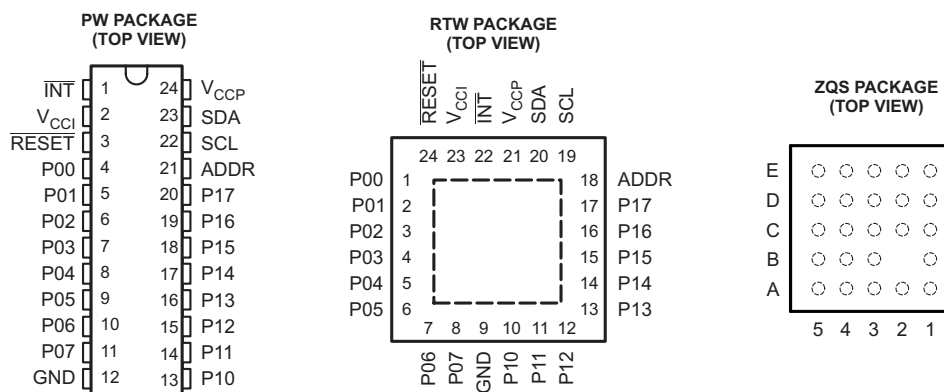 PW PACKAGE
(TOP VIEW)
INT 1 24 VCCP
VCCI 2 23 SDA
RESET 3 22 SCL
P00 4 21 ADDR
P01 5 20 P17
P02 6 19 P16
P03 7 18 P15
P04 8 17 P14
P05 9 16 P13
P06 10 15 P12
P07 11 14 P11
GND 12 13 P10
RTW PACKAGE
(TOP VIEW)
RESET VCCI INT VCCP SDA SCL
24 23 22 21 20 19
P00 1 18 ADDR
P01 2 17 P17
P02 3 16 P16
P03 4 15 P15
P04 5 14 P14
P05 6 13 P13
7 8 9 10 11 12
P06 P07 GND P10 P11 P12
ZQS PACKAGE
(TOP VIEW)
E
D
C
B
A
5 4 3 2 1